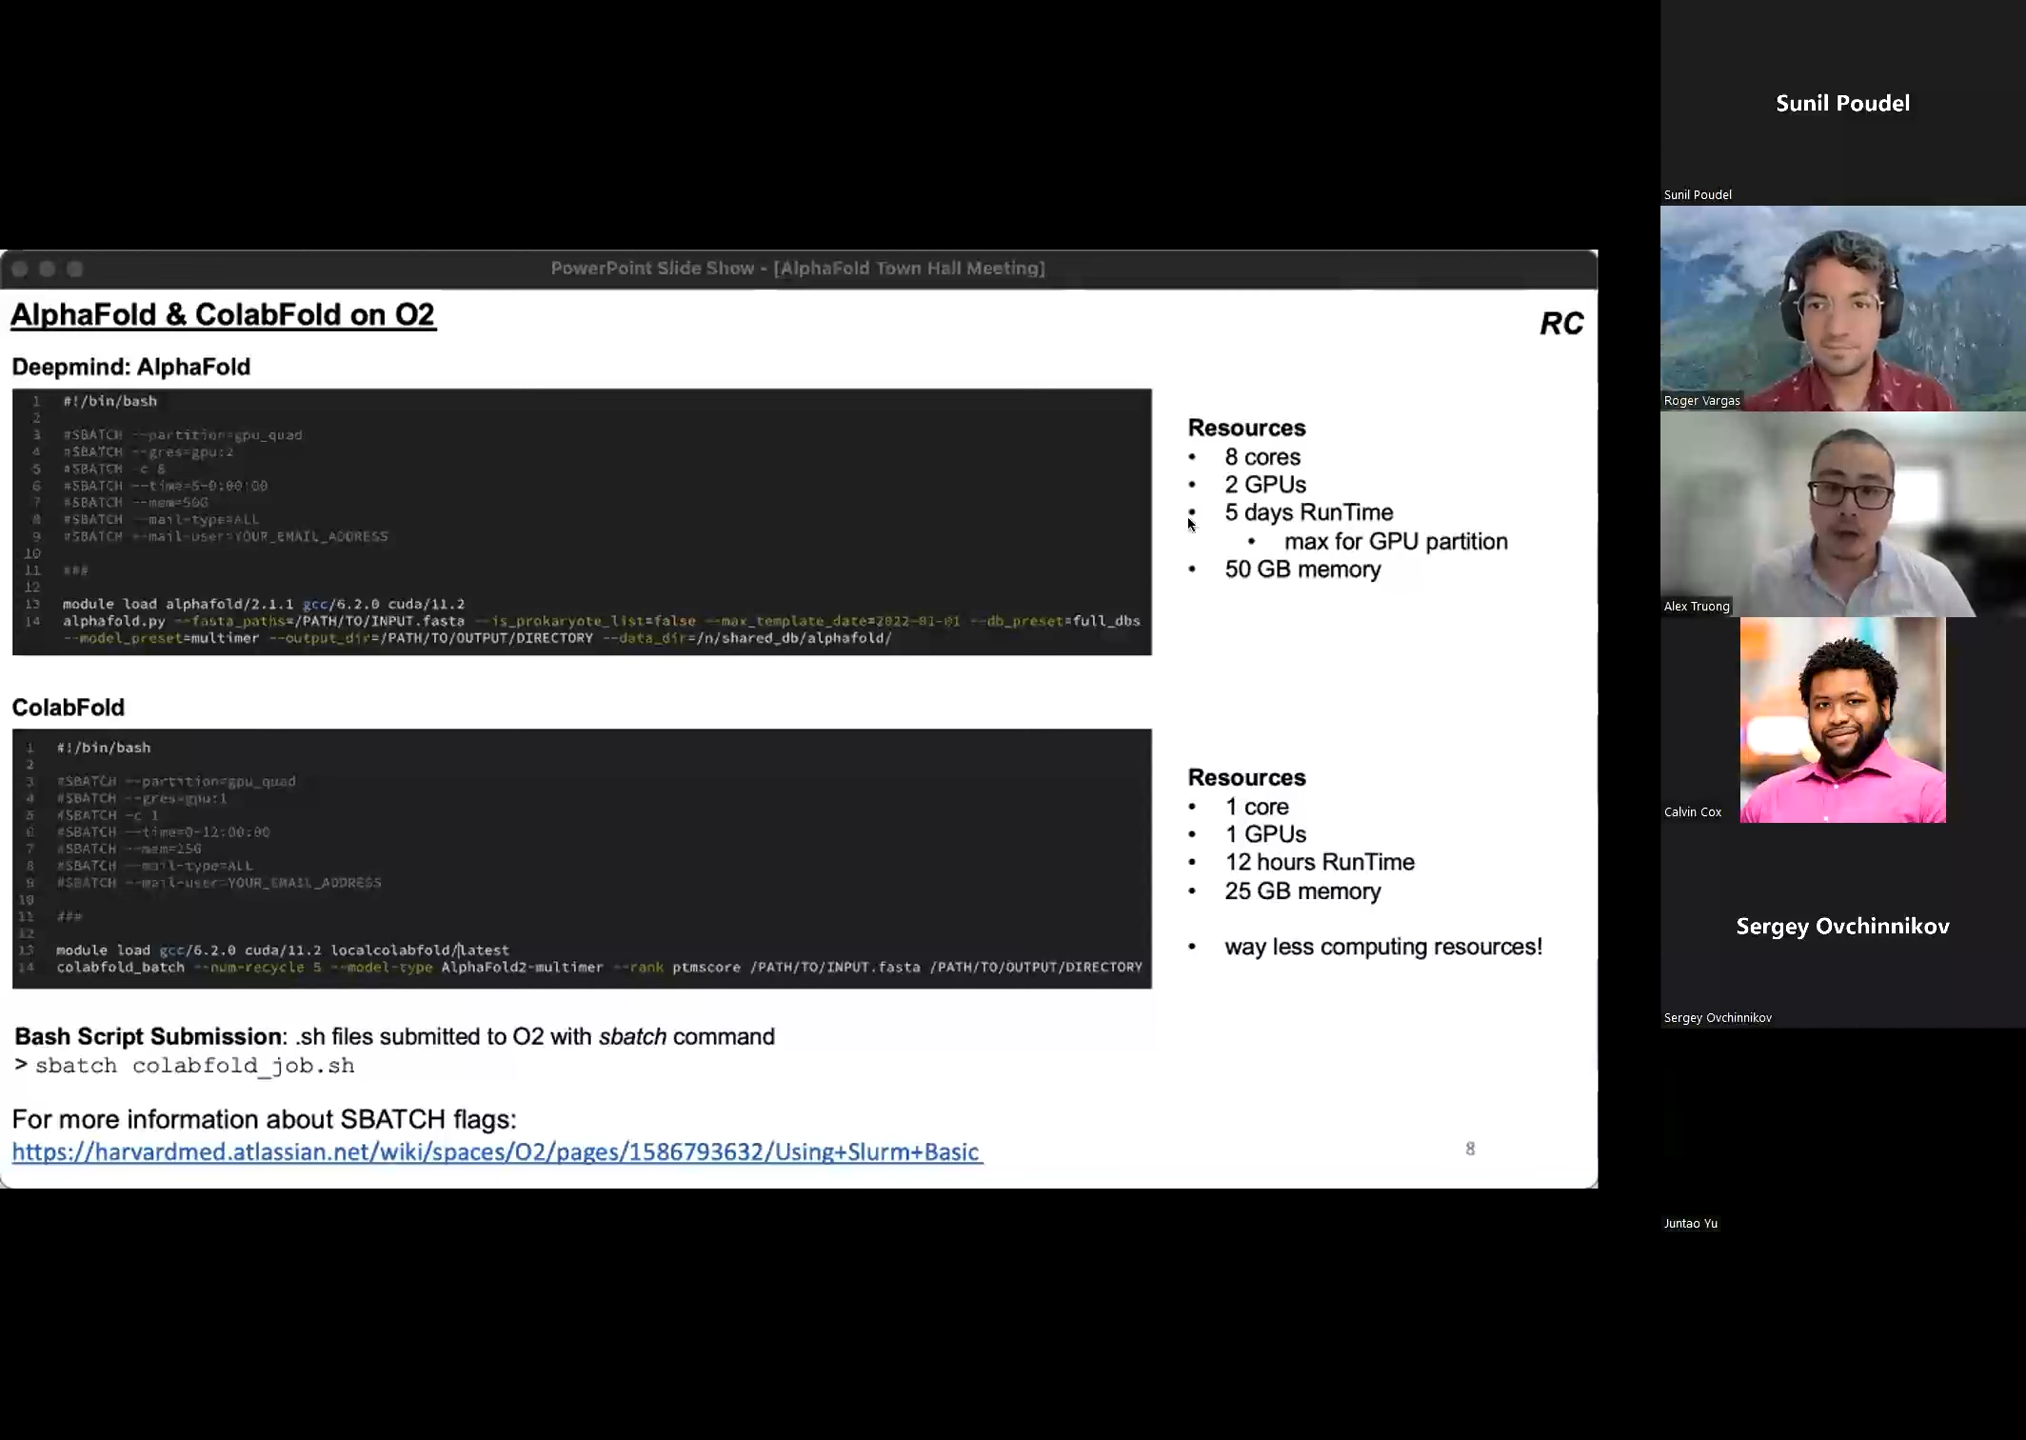 PowerPoint Slide Show - [AlphaFold Town Hall Meeting]
AlphaFold & ColabFold on O2
RC
Deepmind: AlphaFold
1 #!/bin/bash
2
3 #SBATCH --partition=gpu_quad
4 #SBATCH --gres=gpu:2
5 #SBATCH -c 8
6 #SBATCH --time=5-0:00:00
7 #SBATCH --mem=50G
8 #SBATCH --mail-type=ALL
9 #SBATCH --mail-user=YOUR_EMAIL_ADDRESS
10
11 ###
12
13 module load alphafold/2.1.1 gcc/6.2.0 cuda/11.2
14 alphafold.py --fasta_paths=/PATH/TO/INPUT.fasta --is_prokaryote_list=false --max_template_date=2022-01-01 --db_preset=full_dbs
--model_preset=multimer --output_dir=/PATH/TO/OUTPUT/DIRECTORY --data_dir=/n/shared_db/alphafold/
Resources
• 8 cores
• 2 GPUs
• 5 days RunTime
• max for GPU partition
• 50 GB memory
ColabFold
1 #!/bin/bash
2
3 #SBATCH --partition=gpu_quad
4 #SBATCH --gres=gpu:1
5 #SBATCH -c 1
6 #SBATCH --time=0-12:00:00
7 #SBATCH --mem=25G
8 #SBATCH --mail-type=ALL
9 #SBATCH --mail-user=YOUR_EMAIL_ADDRESS
10
11 ###
12
13 module load gcc/6.2.0 cuda/11.2 localcolabfold/latest
14 colabfold_batch --num-recycle 5 --model-type AlphaFold2-multimer --rank ptmscore /PATH/TO/INPUT.fasta /PATH/TO/OUTPUT/DIRECTORY
Resources
• 1 core
• 1 GPUs
• 12 hours RunTime
• 25 GB memory
• way less computing resources!
Bash Script Submission: .sh files submitted to O2 with sbatch command
> sbatch colabfold_job.sh
For more information about SBATCH flags:
https://harvardmed.atlassian.net/wiki/spaces/O2/pages/1586793632/Using+Slurm+Basic
8
Sunil Poudel
Sunil Poudel
Roger Vargas
Alex Truong
Calvin Cox
Sergey Ovchinnikov
Sergey Ovchinnikov
Juntao Yu